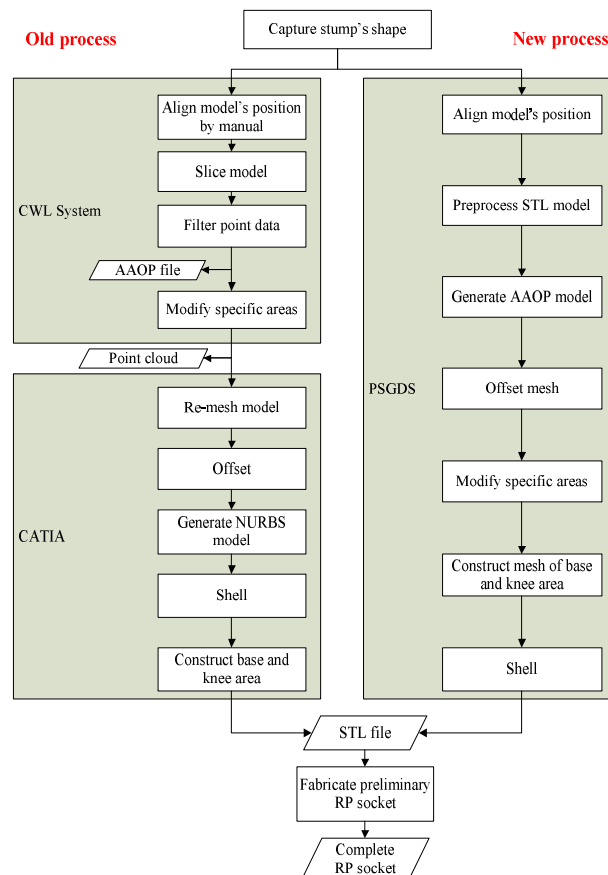 Capture stump's shape
Old process
New process
Align model's position
by manual
Slice model
CWL System
Filter point data
AAOP file
Modify specific areas
Point cloud
Re-mesh model
Offset
CATIA
Generate NURBS
model
Shell
Construct base and
knee area
Align model's position
Preprocess STL model
Generate AAOP model
PSGDS
Offset mesh
Modify specific areas
Construct mesh of base
and knee area
Shell
STL file
Fabricate preliminary
RP socket
Complete
RP socket